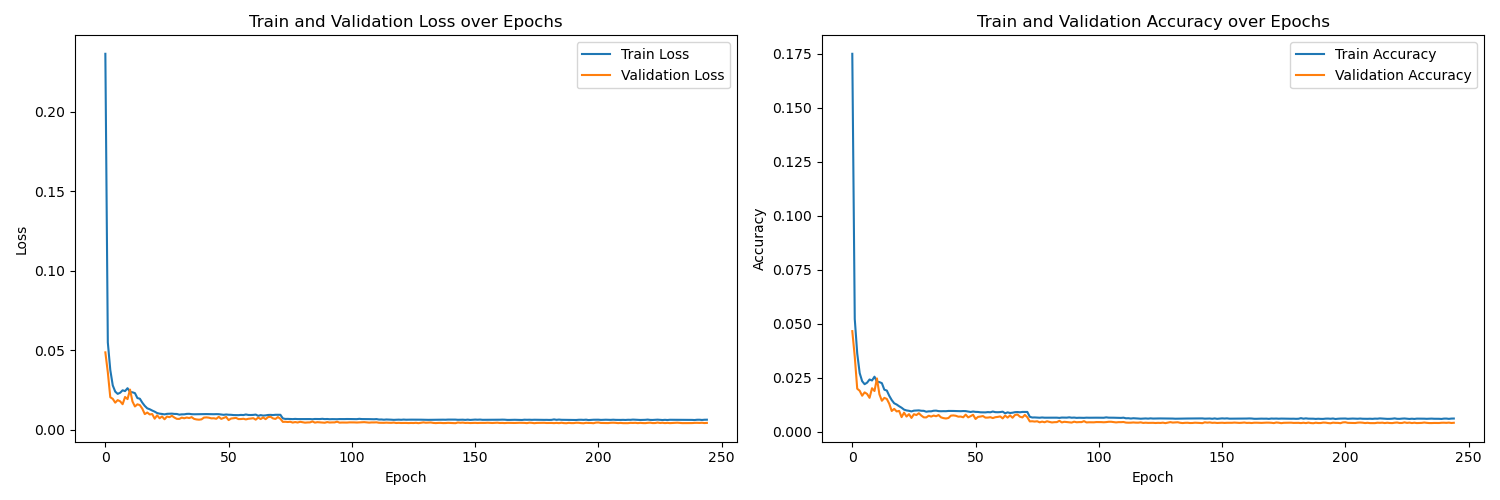 Train and Validation Loss over Epochs
Train Loss
Validation Loss
0.20
0.15
0.10
0.05
0.00
Loss
0
50
100
150
200
250
Epoch
Train and Validation Accuracy over Epochs
Train Accuracy
Validation Accuracy
0.175
0.150
0.125
0.100
0.075
0.050
0.025
0.000
Accuracy
0
50
100
150
200
250
Epoch